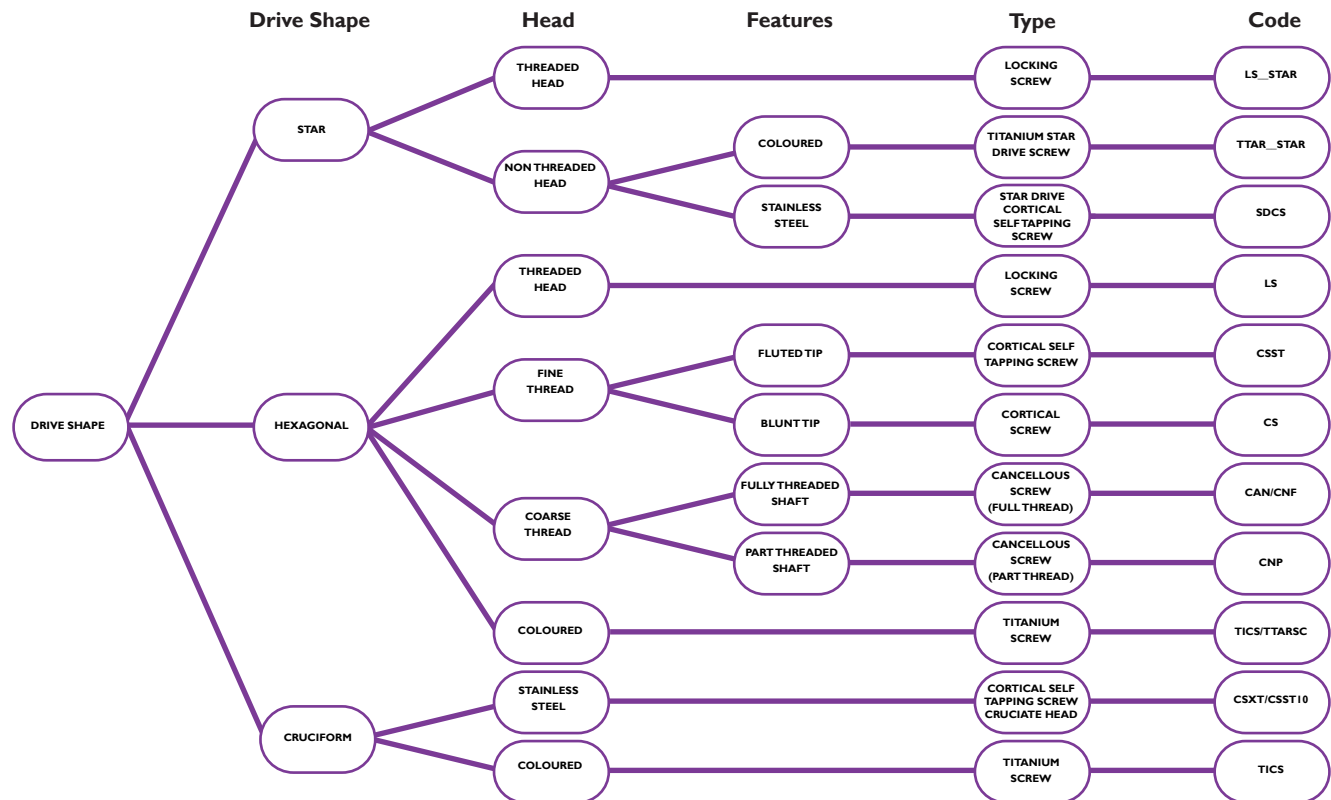 Drive Shape Head Features Type Code
THREADED
HEAD
LOCKING
SCREW
LS_STAR
STAR
NON THREADED
HEAD
COLOURED
TITANIUM STAR
DRIVE SCREW
TTAR_STAR
STAINLESS
STEEL
STAR DRIVE
CORTICAL
SELF TAPPING
SCREW
SDCS
DRIVE SHAPE
HEXAGONAL
THREADED
HEAD
LOCKING
SCREW
LS
FINE
THREAD
FLUTED TIP
CORTICAL SELF
TAPPING SCREW
CSST
BLUNT TIP
CORTICAL
SCREW
CS
COARSE
THREAD
FULLY THREADED
SHAFT
CANCELLOUS
SCREW
(FULL THREAD)
CAN/CNF
PART THREADED
SHAFT
CANCELLOUS
SCREW
(PART THREAD)
CNP
COLOURED
TITANIUM
SCREW
TICS/TTARSC
CRUCIFORM
STAINLESS
STEEL
CORTICAL SELF
TAPPING SCREW
CRUCIATE HEAD
CSXT/CSST10
COLOURED
TITANIUM
SCREW
TICS